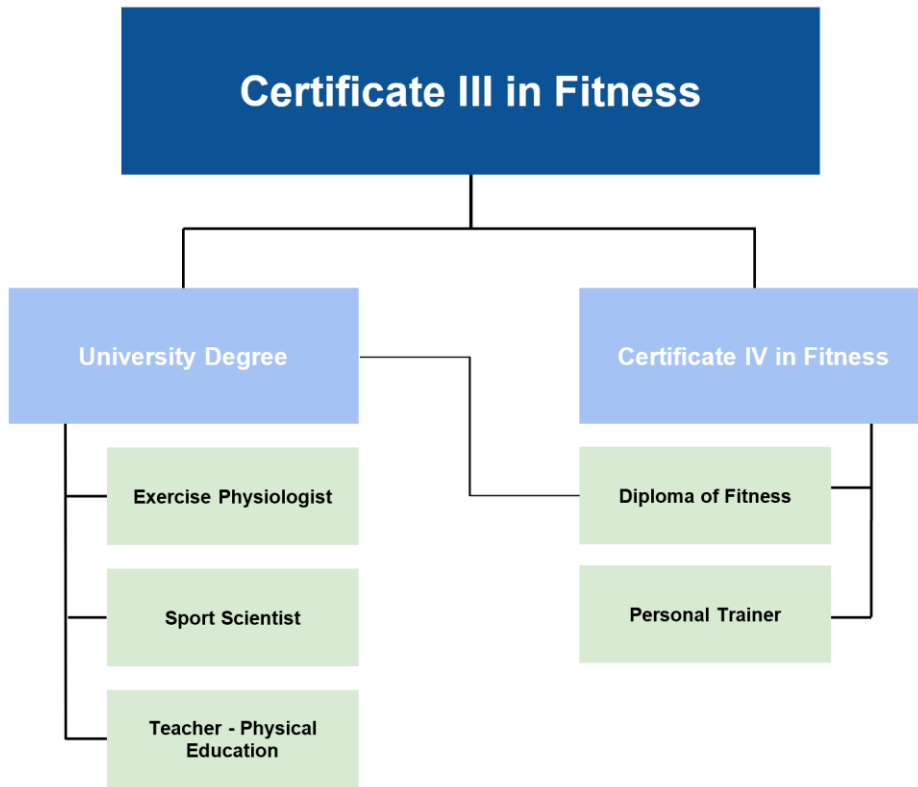 Certificate III in Fitness
University Degree
Certificate IV in Fitness
Exercise Physiologist
Diploma of Fitness
Sport Scientist
Personal Trainer
Teacher - Physical
Education